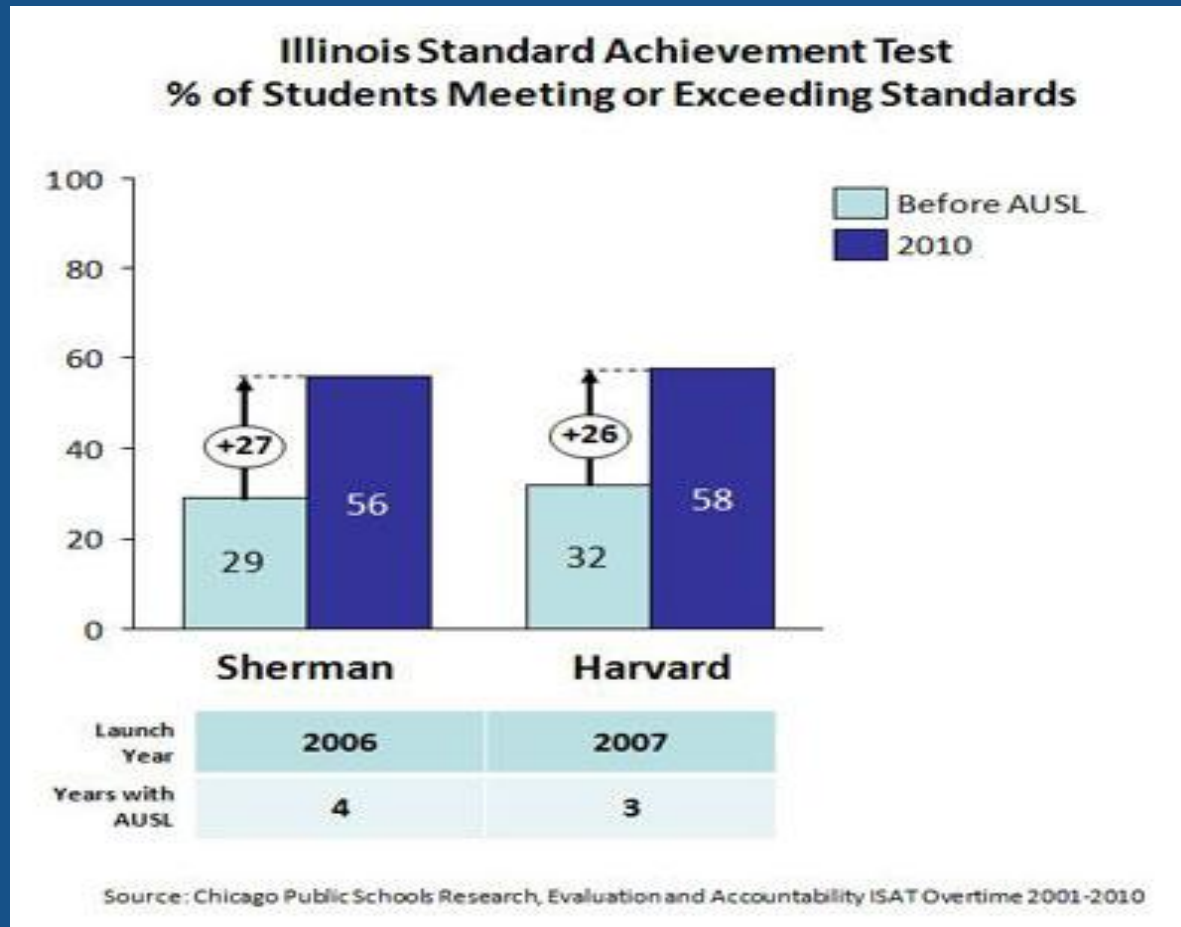 Illinois Standard Achievement Test
% of Students Meeting or Exceeding Standards
100
80
60
40
20
0
Before AUSL
2010
+27
+26
29
56
32
58
Sherman
Harvard
Launch
Year
2006
2007
Years with
AUSL
4
3
Source: Chicago Public Schools Research, Evaluation and Accountability ISAT Overtime 2001-2010